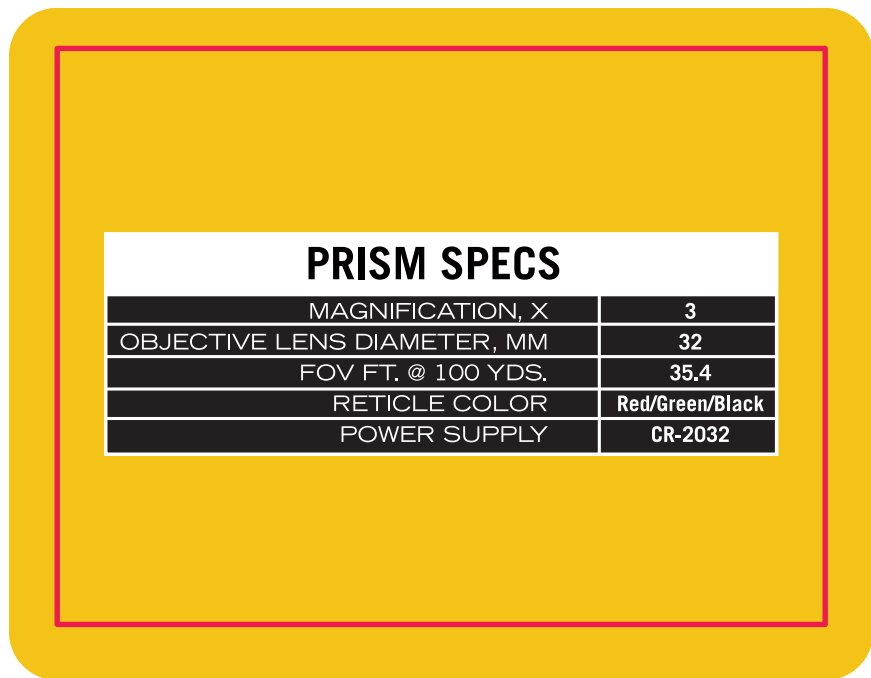 PRISM SPECS
MAGNIFICATION, X 3
OBJECTIVE LENS DIAMETER, MM 32
FOV FT. @ 100 YDS. 35.4
RETICLE COLOR Red/Green/Black
POWER SUPPLY CR-2032